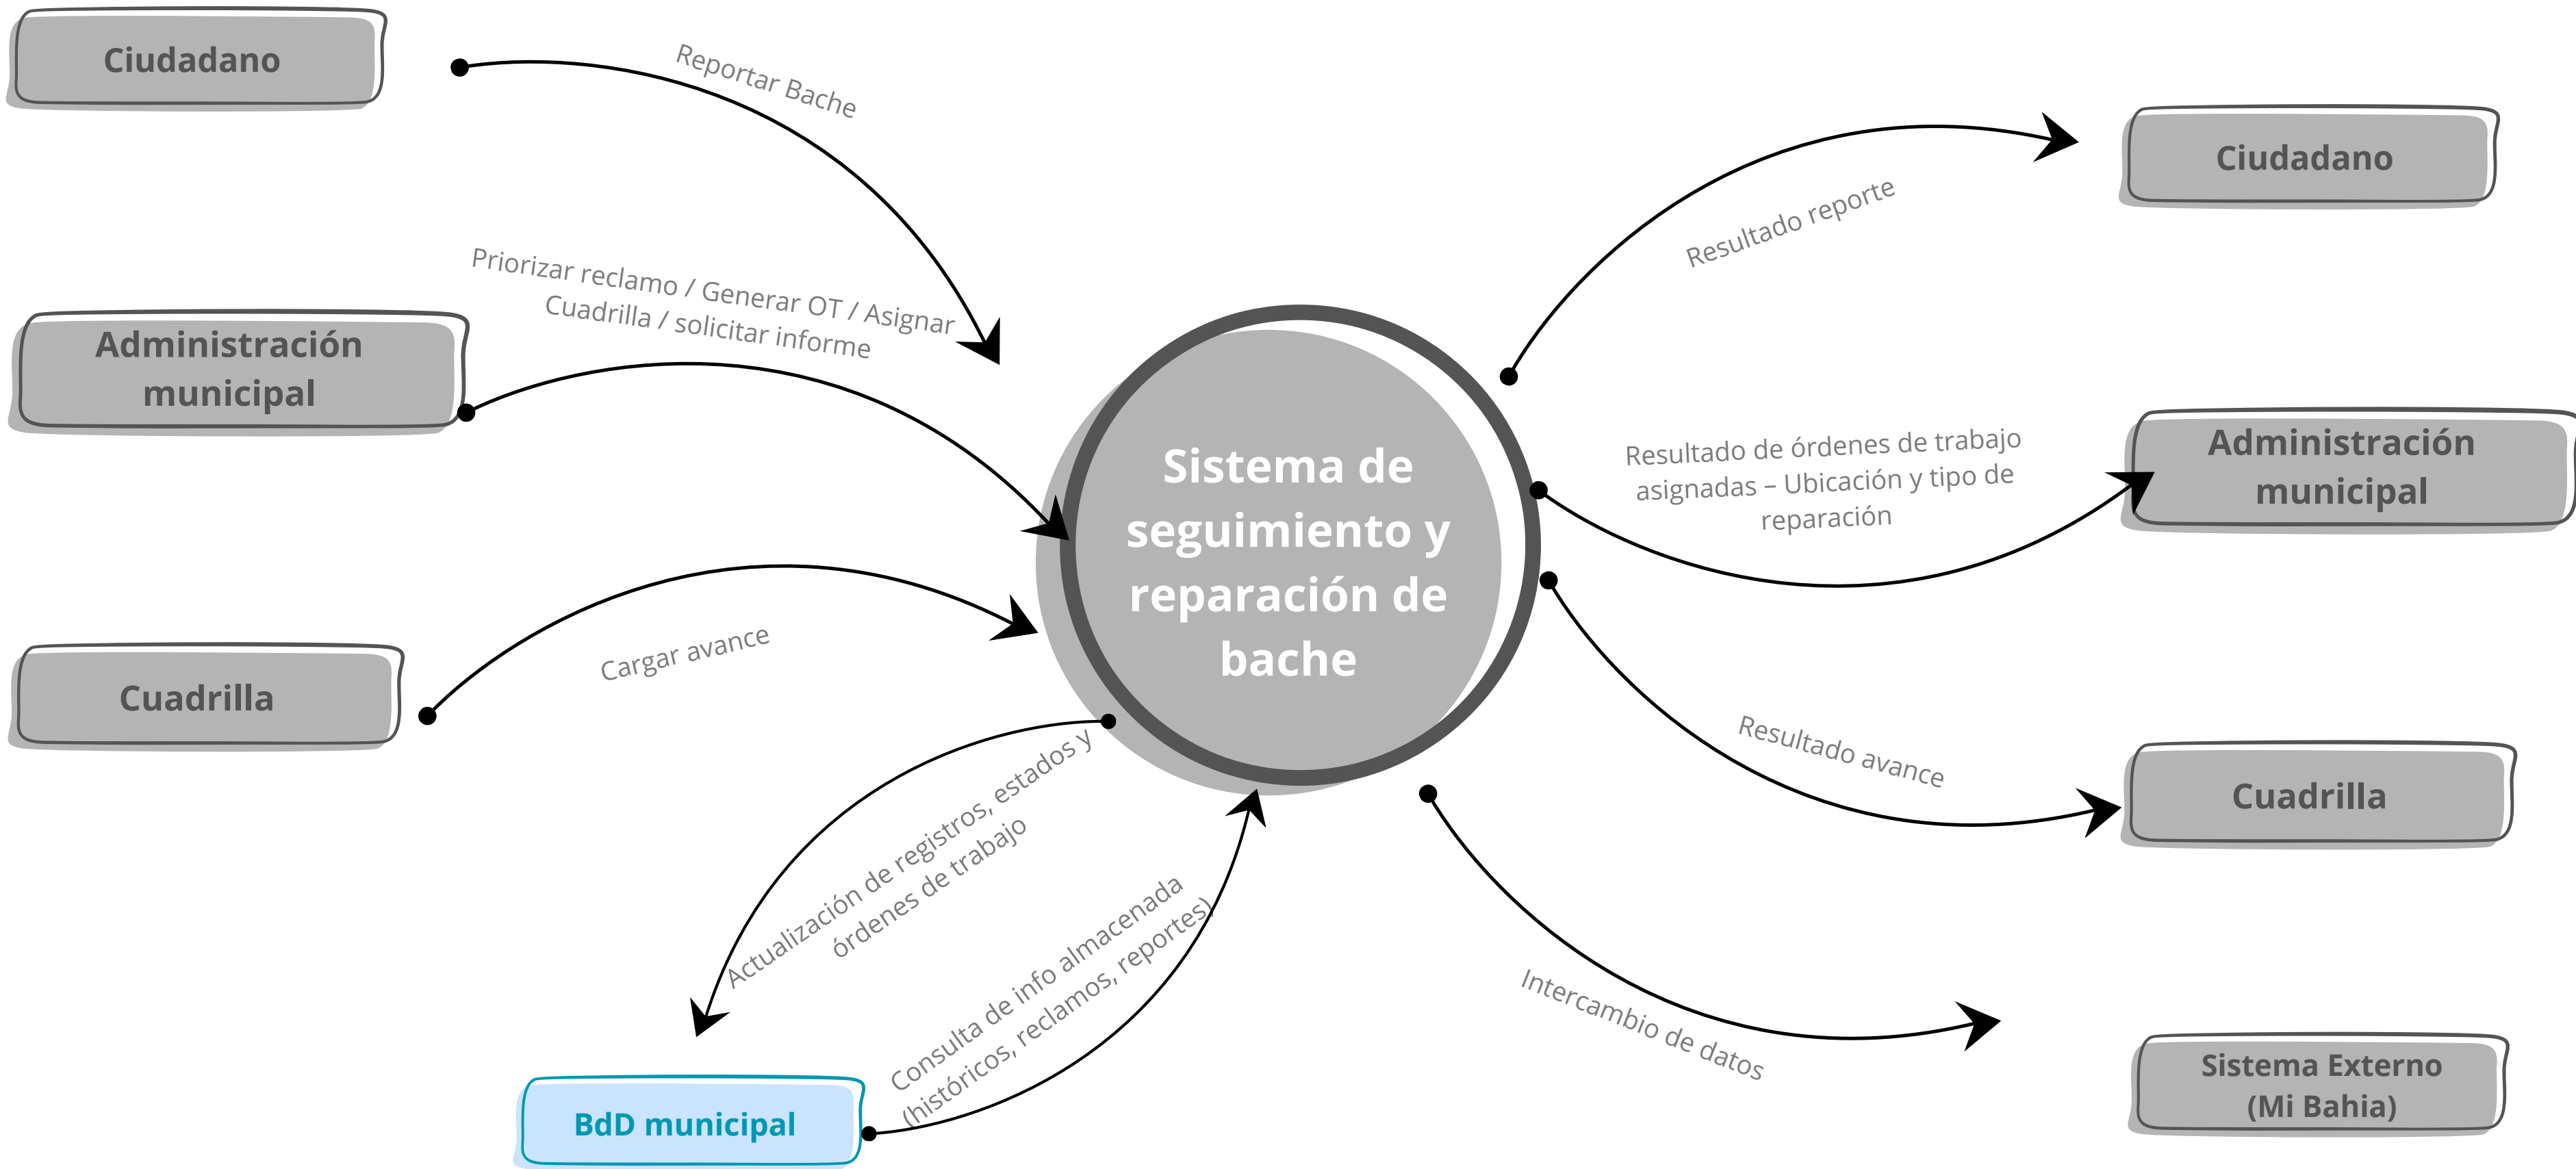 Ciudadano
Reportar Bache
Ciudadano
Resultado reporte
Priorizar reclamo / Generar OT / Asignar
Cuadrilla / solicitar informe
Administración
municipal
Sistema de
seguimiento y
reparación de
bache
Resultado de órdenes de trabajo
asignadas – Ubicación y tipo de
reparación
Administración
municipal
Cargar avance
Cuadrilla
Resultado avance
Cuadrilla
Actualización de registros, estados y
órdenes de trabajo
Consulta de info almacenada
(históricos, reclamos, reportes)
Intercambio de datos
BdD municipal
Sistema Externo
(Mi Bahia)